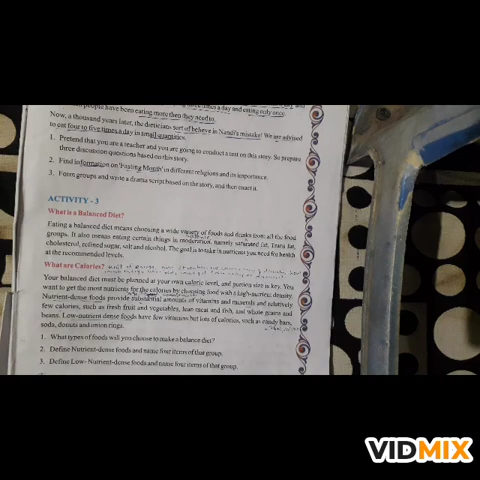 people have been eating more then they need to.
Now, a thousand years later, the dieticians sort of believe in Nandi's mistake! We are advised
to eat four to five times a day in small quantities.
1. Pretend that you are a teacher and you are going to conduct a test on this story. So prepare
three discussion questions based on this story.
2. Find information on 'Fasting Month' in different religions and its importance.
3. Form groups and write a drama script based on the story, and then enact it.
ACTIVITY - 3
What is a Balanced Diet?
Eating a balanced diet means choosing a wide variety of foods and drinks from all the food
groups. It also means eating certain things in moderation, namely saturated fat, Trans fat,
cholesterol, refined sugar, salt and alcohol. The goal is to take in nutrients you need for health
at the recommended levels.
What are Calories?
Your balanced diet must be planned at your own calorie level, and portion size is key. You
want to get the most nutrients for the calories by choosing food with a high-nutrient density.
Nutrient-dense foods provide substantial amounts of vitamins and minerals and relatively
few calories, such as fresh fruit and vegetables, lean meat and fish, and whole grains and
beans. Low-nutrient dense foods have few vitamins but lots of calories, such as candy bars,
soda, donuts and onion rings.
1. What types of foods will you choose to make a balance diet?
2. Define Nutrient-dense foods and name four items of that group.
3. Define Low- Nutrient-dense foods and name four items of that group.
VIDMIX